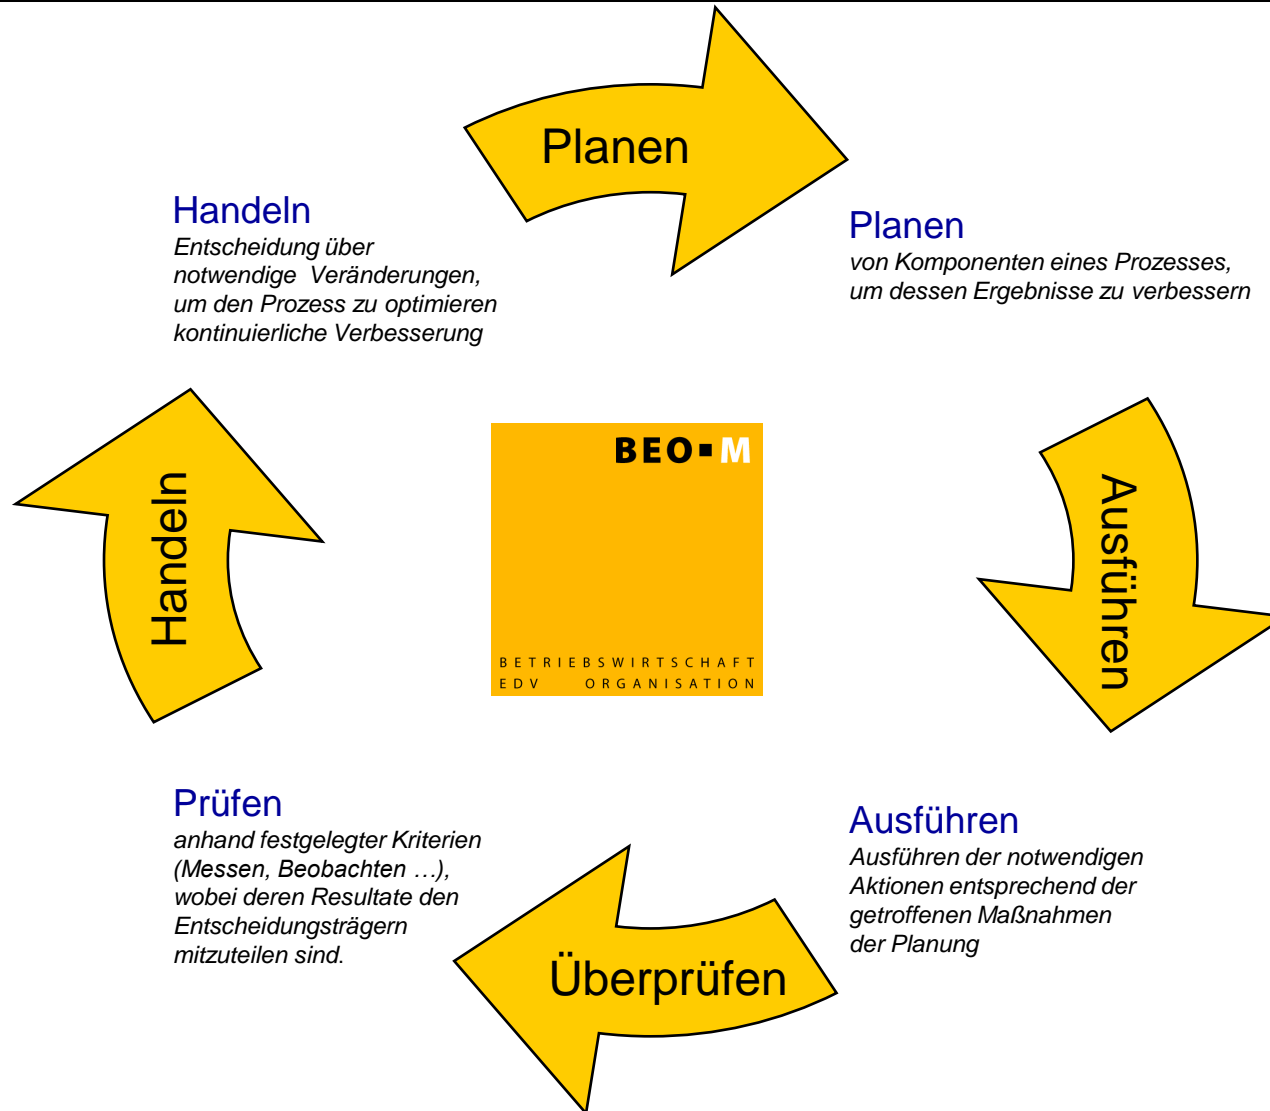 Planen
Handeln
Entscheidung über
notwendige Veränderungen,
um den Prozess zu optimieren
kontinuierliche Verbesserung
Planen
von Komponenten eines Prozesses,
um dessen Ergebnisse zu verbessern
Handeln
BEO▪M
BETRIEBSWIRTSCHAFT
EDV ORGANISATION
Ausführen
Prüfen
anhand festgelegter Kriterien
(Messen, Beobachten …),
wobei deren Resultate den
Entscheidungsträgern
mitzuteilen sind.
Ausführen
Ausführen der notwendigen
Aktionen entsprechend der
getroffenen Maßnahmen
der Planung
Überprüfen